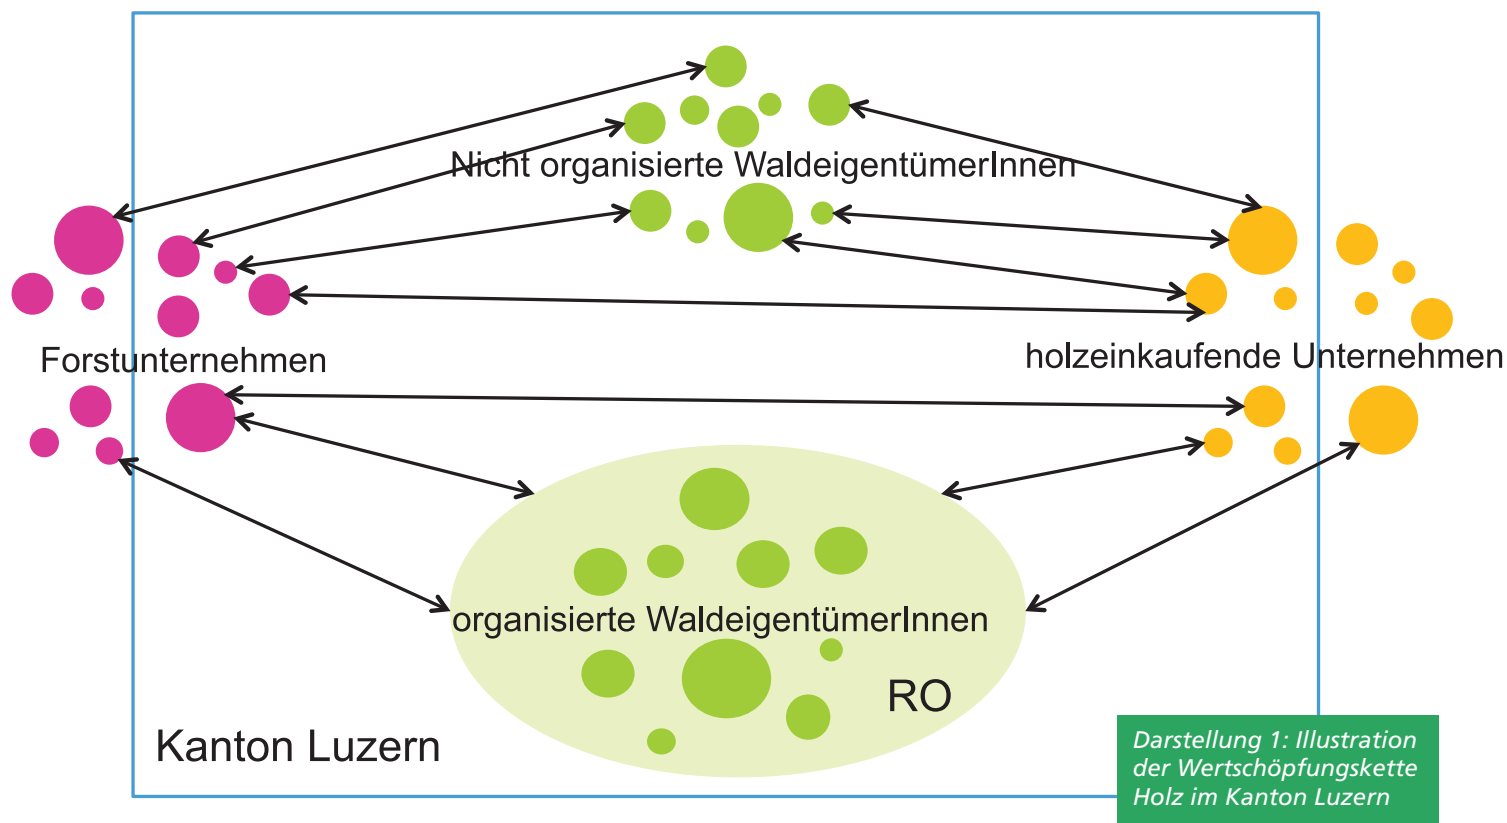 Nicht organisierte WaldeigentümerInnen
Forstunternehmen
holzeinkaufende Unternehmen
organisierte WaldeigentümerInnen
RO
Kanton Luzern
Darstellung 1: Illustration
der Wertschöpfungskette
Holz im Kanton Luzern